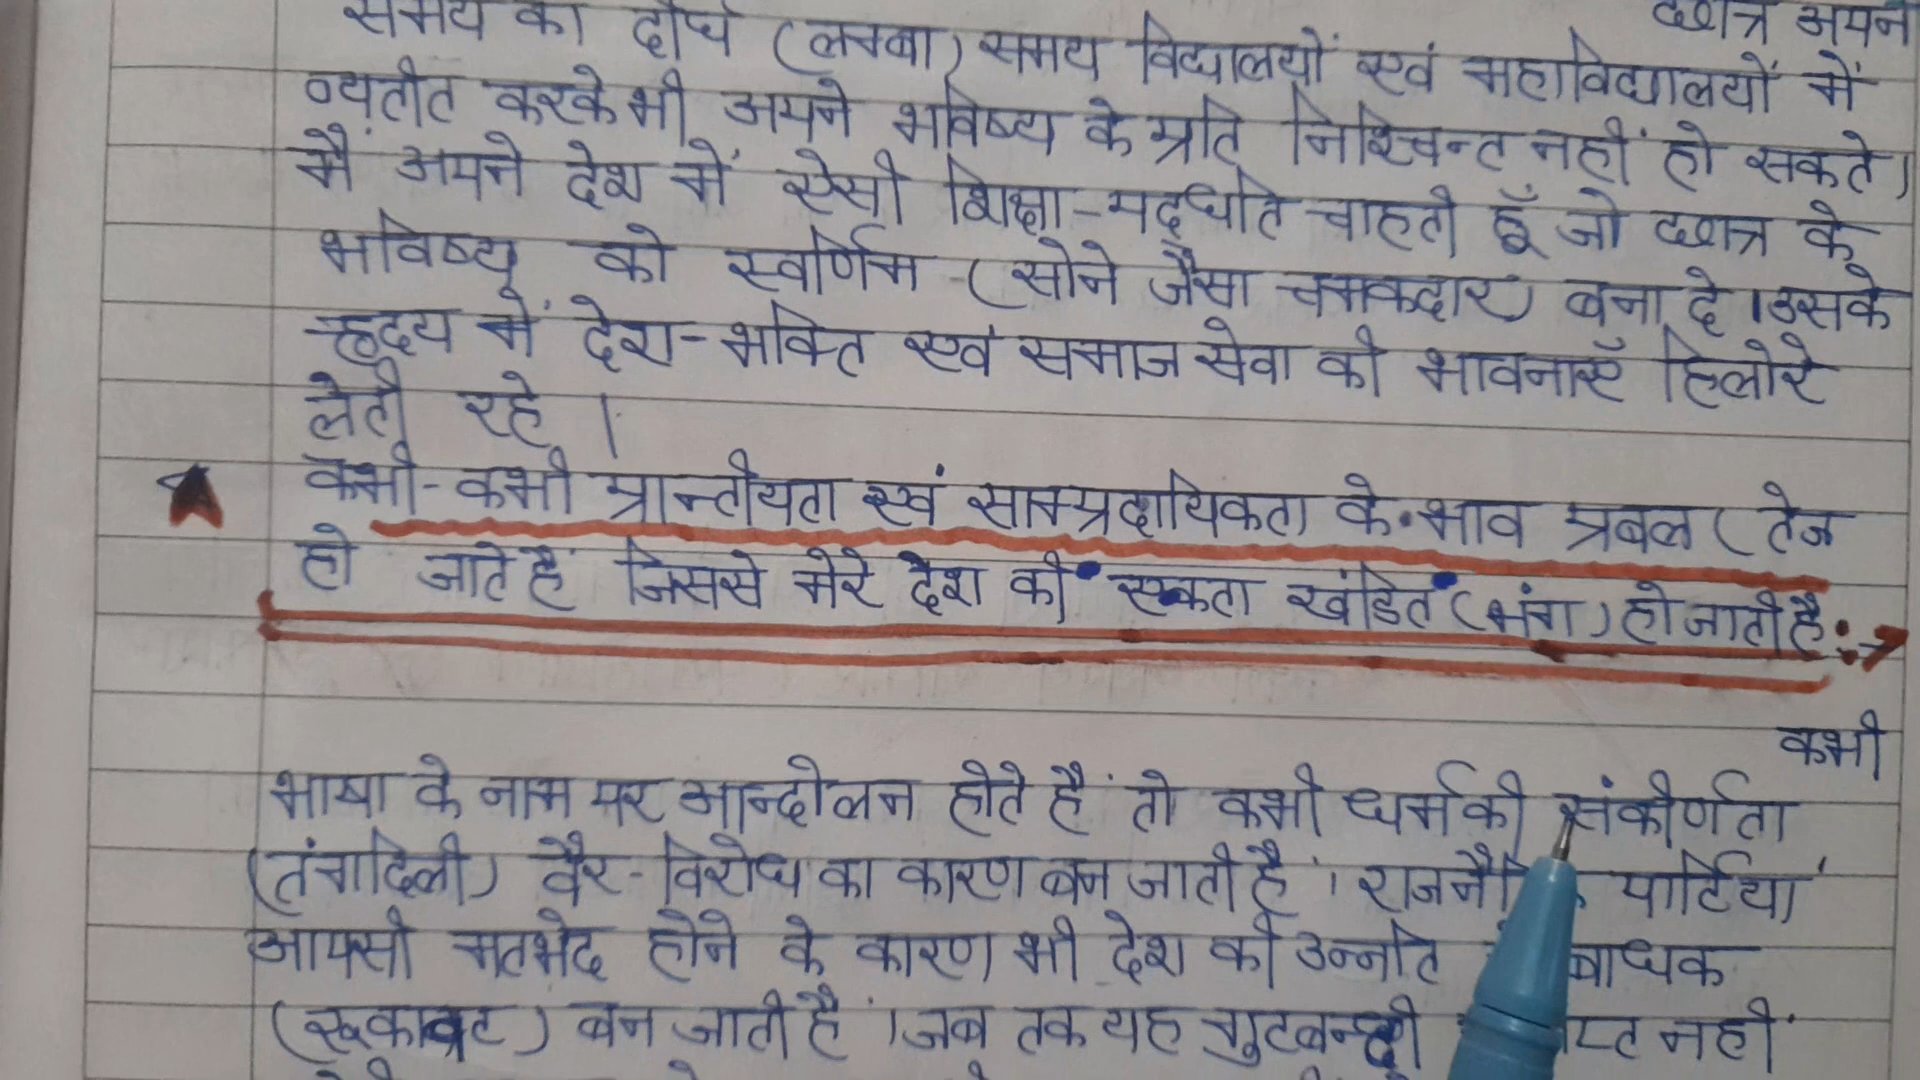 छात्र अपने
समय का दीर्घ (लम्बा) समय विद्यालयों एवं महाविद्यालयों में
व्यतीत करके भी अपने भविष्य के प्रति निश्चिन्त नहीं हो सकते।
मैं अपने देश में ऐसी शिक्षा-पद्धति चाहती हूँ जो छात्र के
भविष्य को स्वर्णिम (सोने जैसा चमकदार) बना दे। उसके
हृदय में देश-भक्ति एवं समाज सेवा की भावनाएँ हिलोरे
लेती रहे।
कभी-कभी प्रान्तीयता एवं साम्प्रदायिकता के भाव प्रबल (तेज
हो जाते हैं जिससे मेरे देश की एकता खंडित (भंग) हो जाती है:→
कभी
भाषा के नाम पर आन्दोलन होते हैं तो कभी धर्म की संकीर्णता
(तंगदिली) वैर-विरोध का कारण बन जाती है। पार्टियां
आपसी मतभेद होने के कारण भी देश की उन्नति बाधक
(रूकावट) बन जाती हैं। जब तक यह गुटबन्दी नहीं